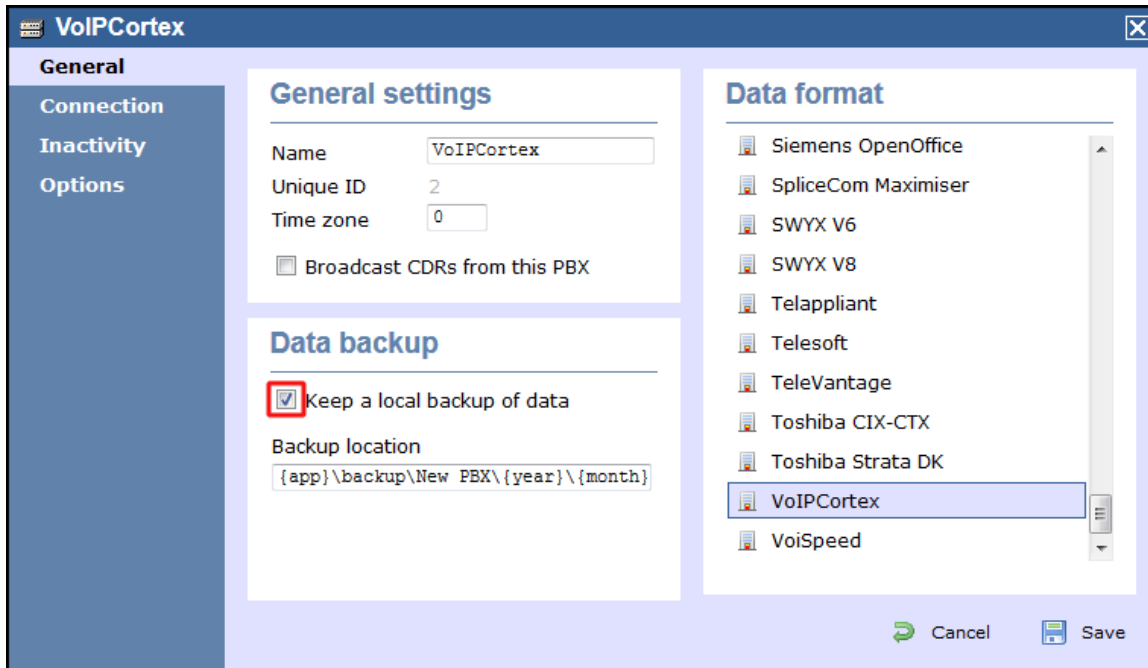 VoIPCortex
General
Connection
Inactivity
Options
General settings
Name VoIPCortex
Unique ID 2
Time zone 0
Broadcast CDRs from this PBX
Data backup
Keep a local backup of data
Backup location
{app}\backup\New PBX\{year}\{month}
Data format
Siemens OpenOffice
SpliceCom Maximiser
SWYX V6
SWYX V8
Telappliant
Telesoft
TeleVantage
Toshiba CIX-CTX
Toshiba Strata DK
VoIPCortex
VoiSpeed
Cancel Save